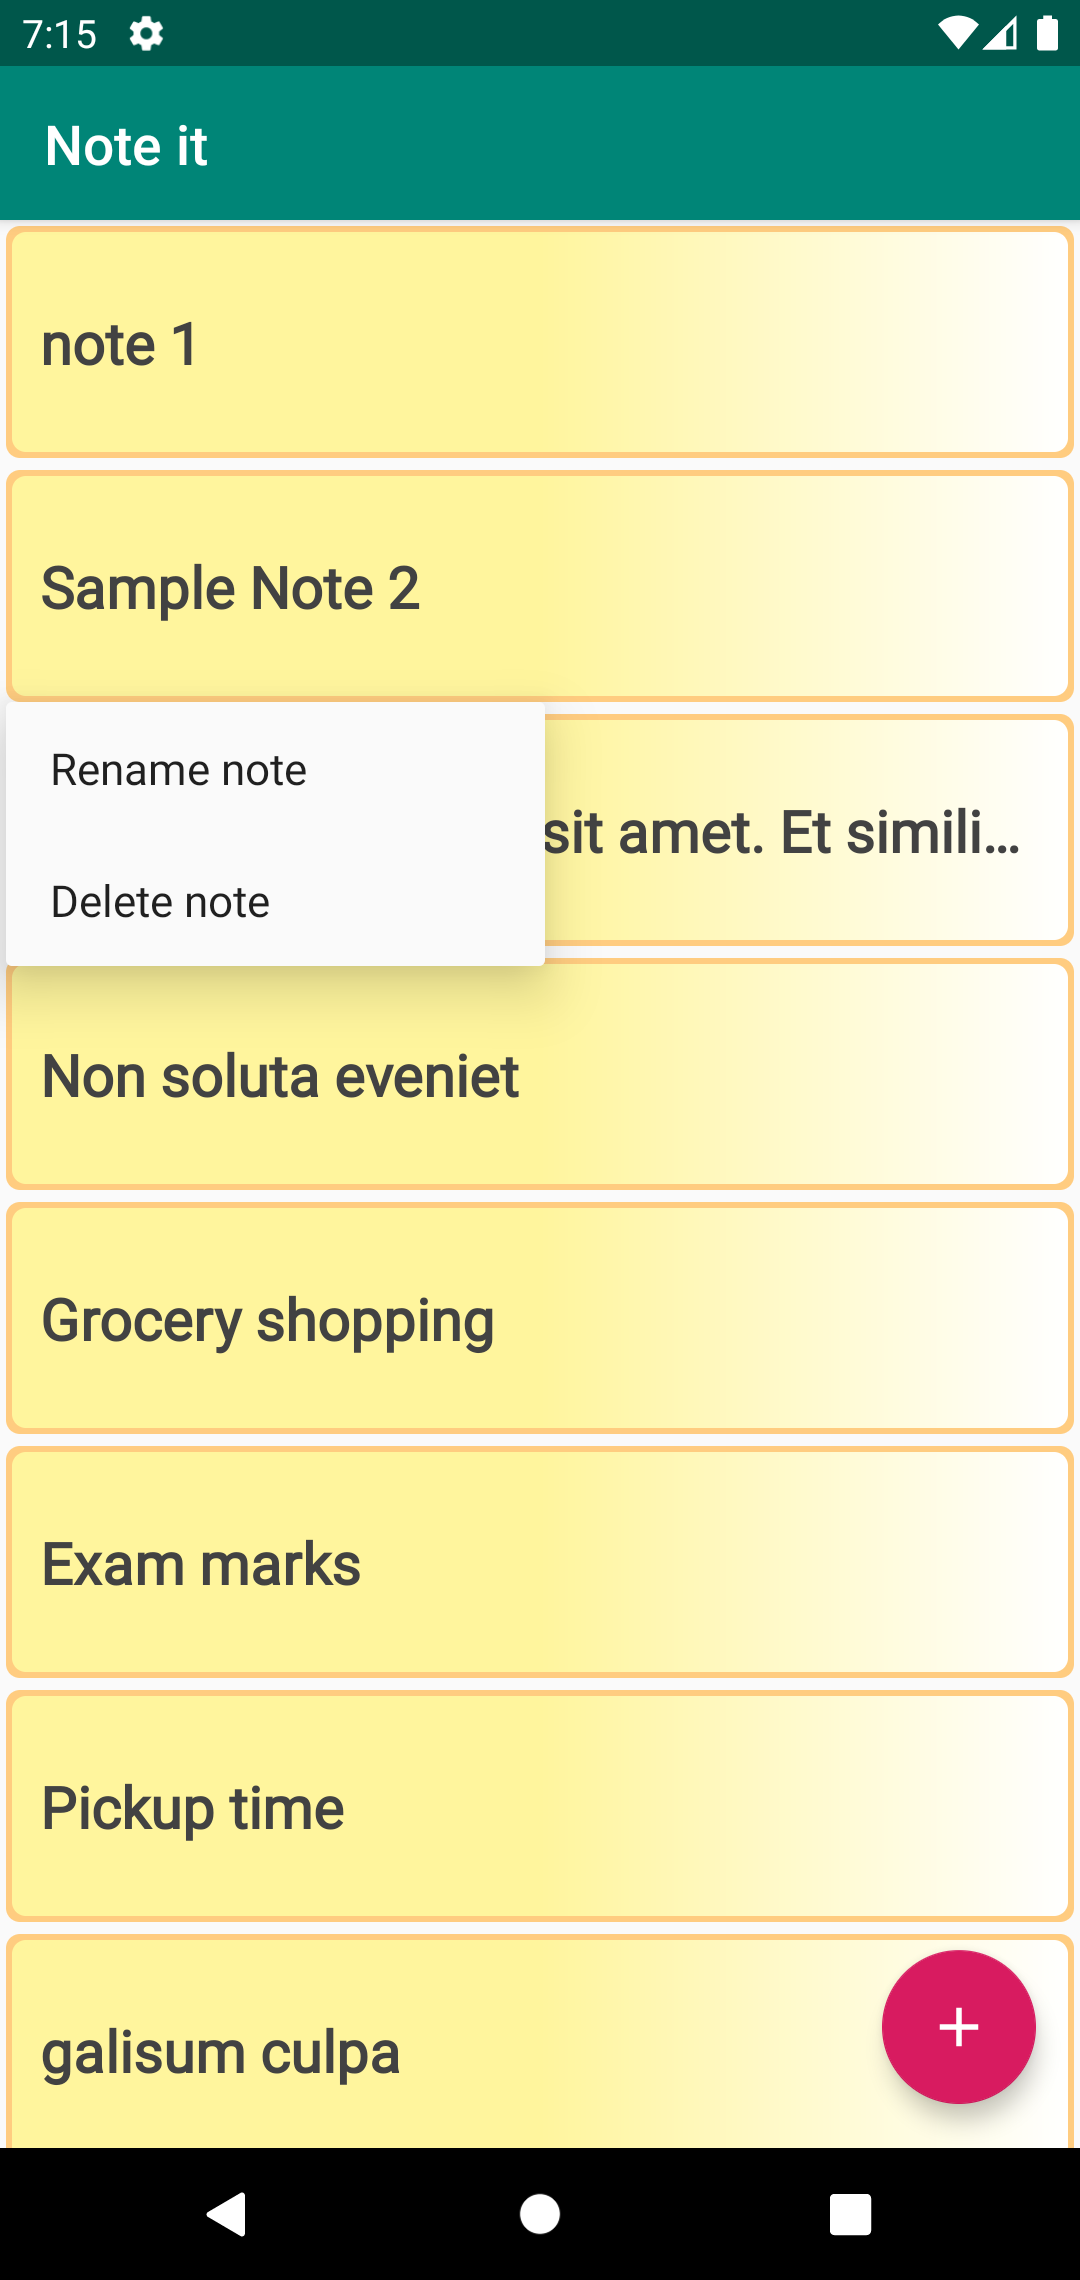 7:15
Note it
note 1
Sample Note 2
Rename note
sit amet. Et simili...
Delete note
Non soluta eveniet
Grocery shopping
Exam marks
Pickup time
galisum culpa